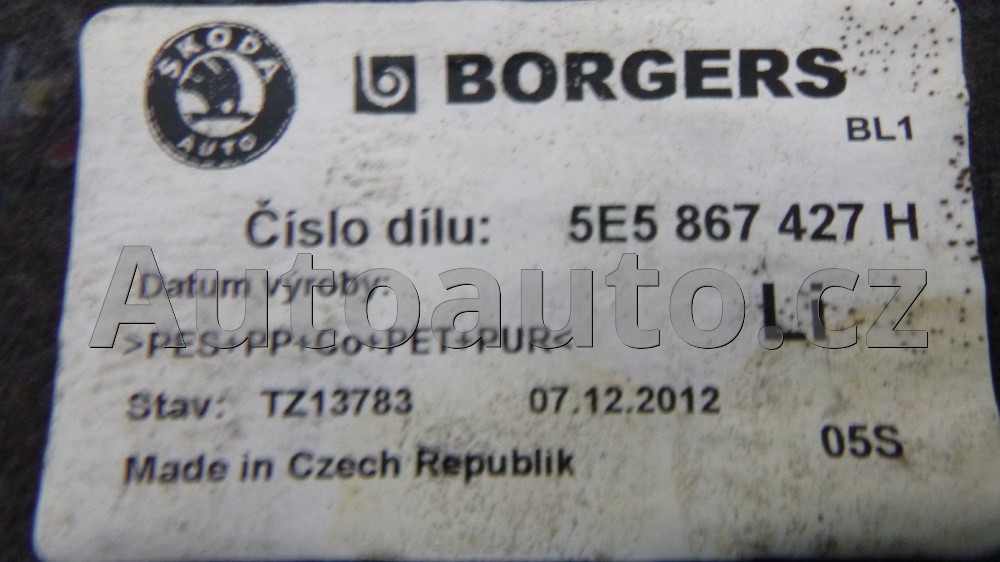 ŠKODA
AUTO
BORGERS
BL1
Číslo dílu: 5E5 867 427 H
Datum výroby:
Autoauto.cz
Li
>PES+PP+Co+PET+PUR<
Stav: TZ13783 07.12.2012
05S
Made in Czech Republik